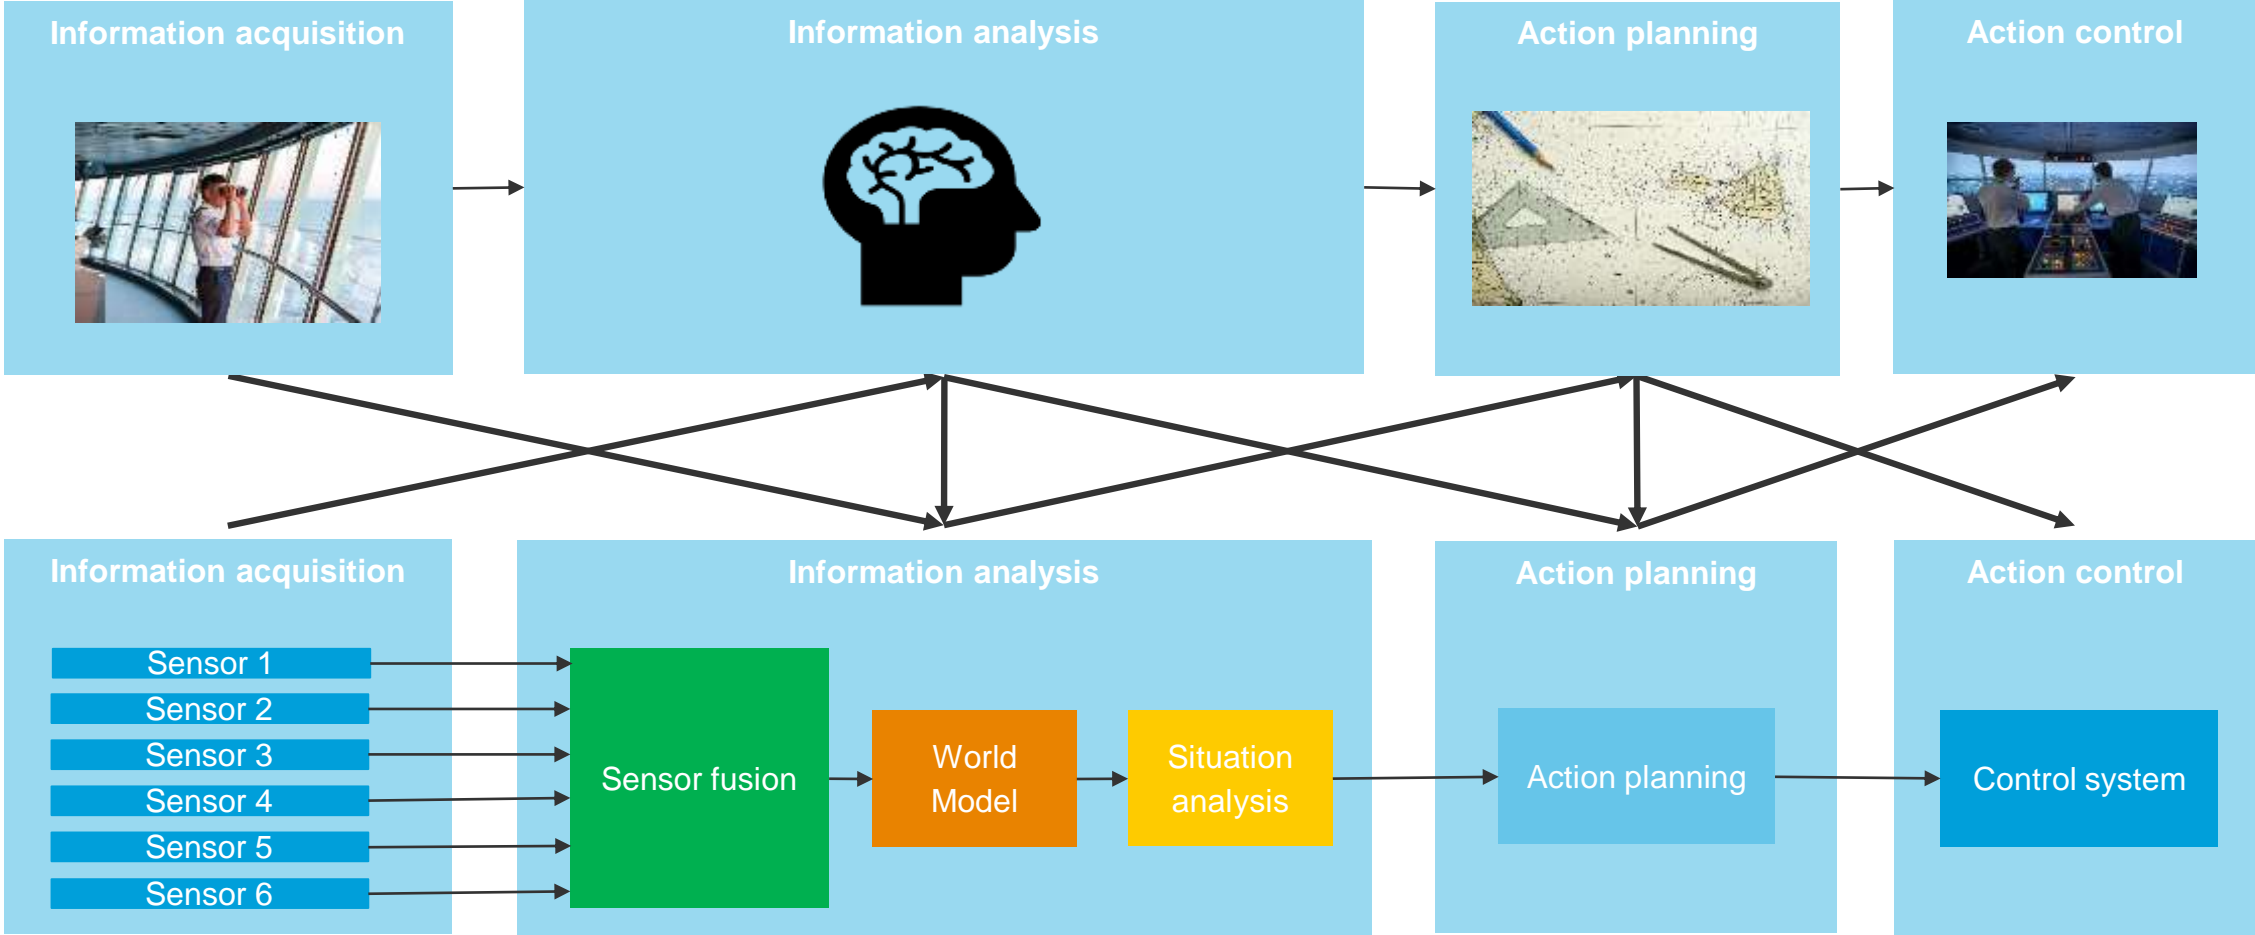 Information acquisition
Information analysis
Action planning
Action control
Information acquisition
Information analysis
Action planning
Action control
Sensor 1
Sensor 2
Sensor 3
Sensor 4
Sensor 5
Sensor 6
Sensor fusion
World
Model
Situation
analysis
Action planning
Control system